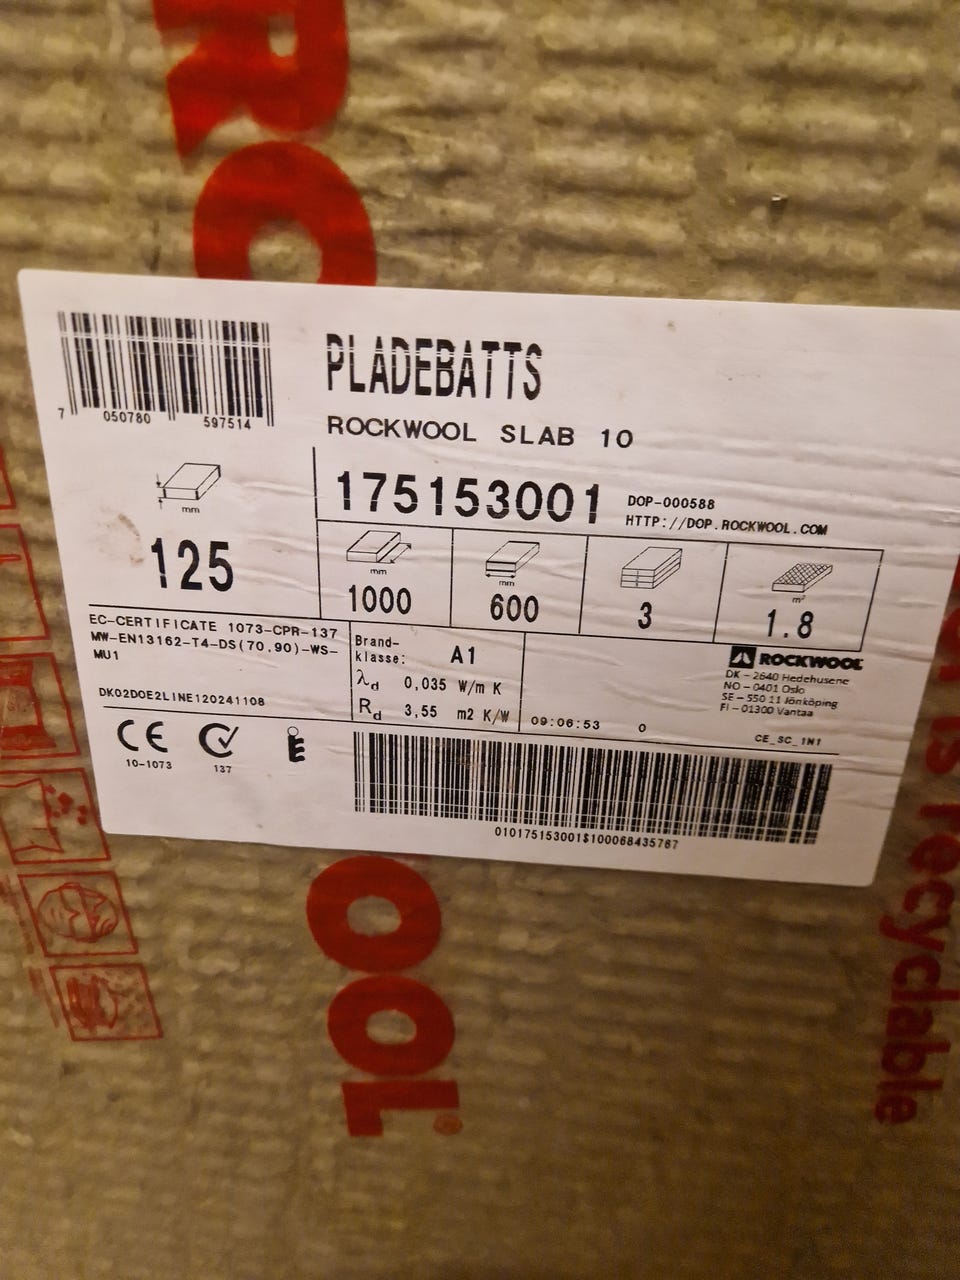 RO
7 050780 597514
PLADEBATTS
ROCKWOOL SLAB 10
mm
125
175153001
DOP-000588
HTTP://DOP.ROCKWOOL.COM
mm
1000
mm
600
3
m²
1.8
EC-CERTIFICATE 1073-CPR-137
MW-EN13162-T4-DS(70,90)-WS-
MU1
DK02DOE2LINE120241108
Brand-
klasse: A1
λd 0,035 W/m K
Rd 3,55 m2 K/W
09:06:53 0
ROCKWOOL
DK - 2640 Hedehusene
NO - 0401 Oslo
SE - 550 11 Jönköping
FI - 01300 Vantaa
CE_SC_1N1
CE
10-1073
137
010175153001$100068435767
OOL®
is recyclable